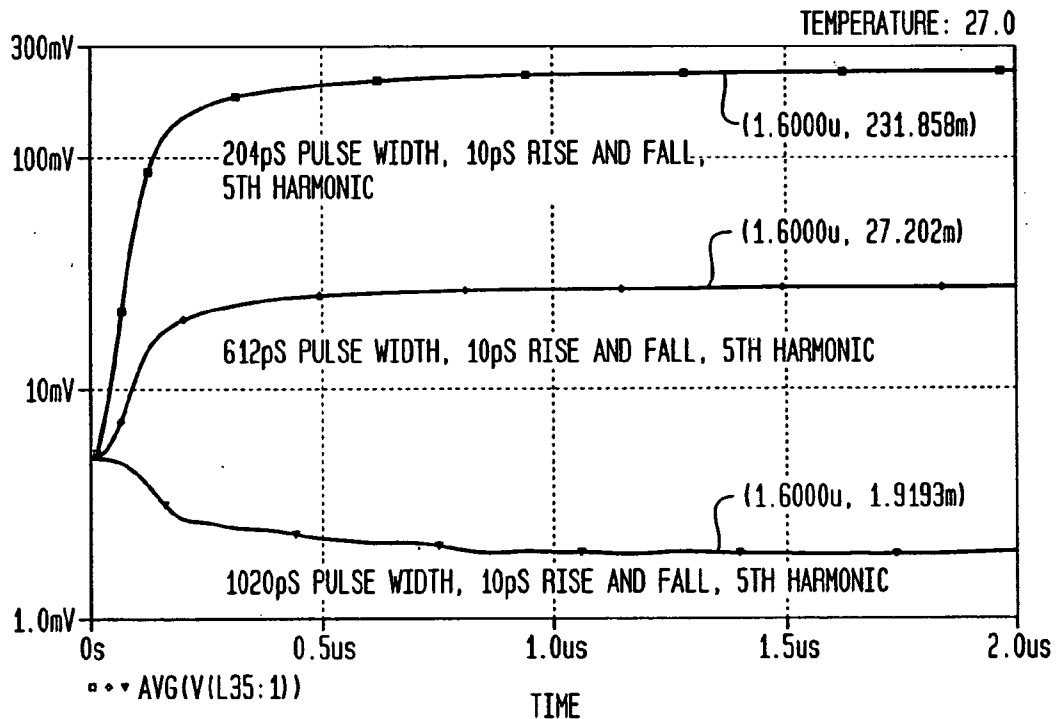 TEMPERATURE: 27.0
300mV
(1.6000u, 231.858m)
100mV
204pS PULSE WIDTH, 10pS RISE AND FALL,
5TH HARMONIC
(1.6000u, 27.202m)
612pS PULSE WIDTH, 10pS RISE AND FALL, 5TH HARMONIC
10mV
(1.6000u, 1.9193m)
1020pS PULSE WIDTH, 10pS RISE AND FALL, 5TH HARMONIC
1.0mV
0s 0.5us 1.0us 1.5us 2.0us
AVG(V(L35:1))
TIME